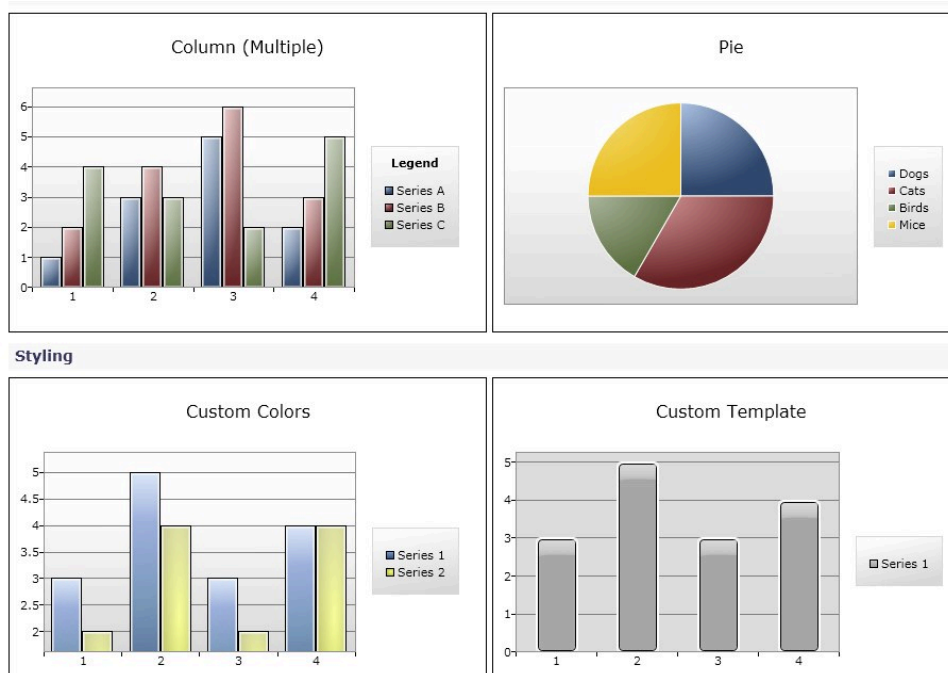 Column (Multiple)
6
5
4
3
2
1
0
1 2 3 4
Legend
Series A
Series B
Series C
Pie
Dogs
Cats
Birds
Mice
Styling
Custom Colors
5
4.5
4
3.5
3
2.5
2
1 2 3 4
Series 1
Series 2
Custom Template
5
4
3
2
1
0
1 2 3 4
Series 1